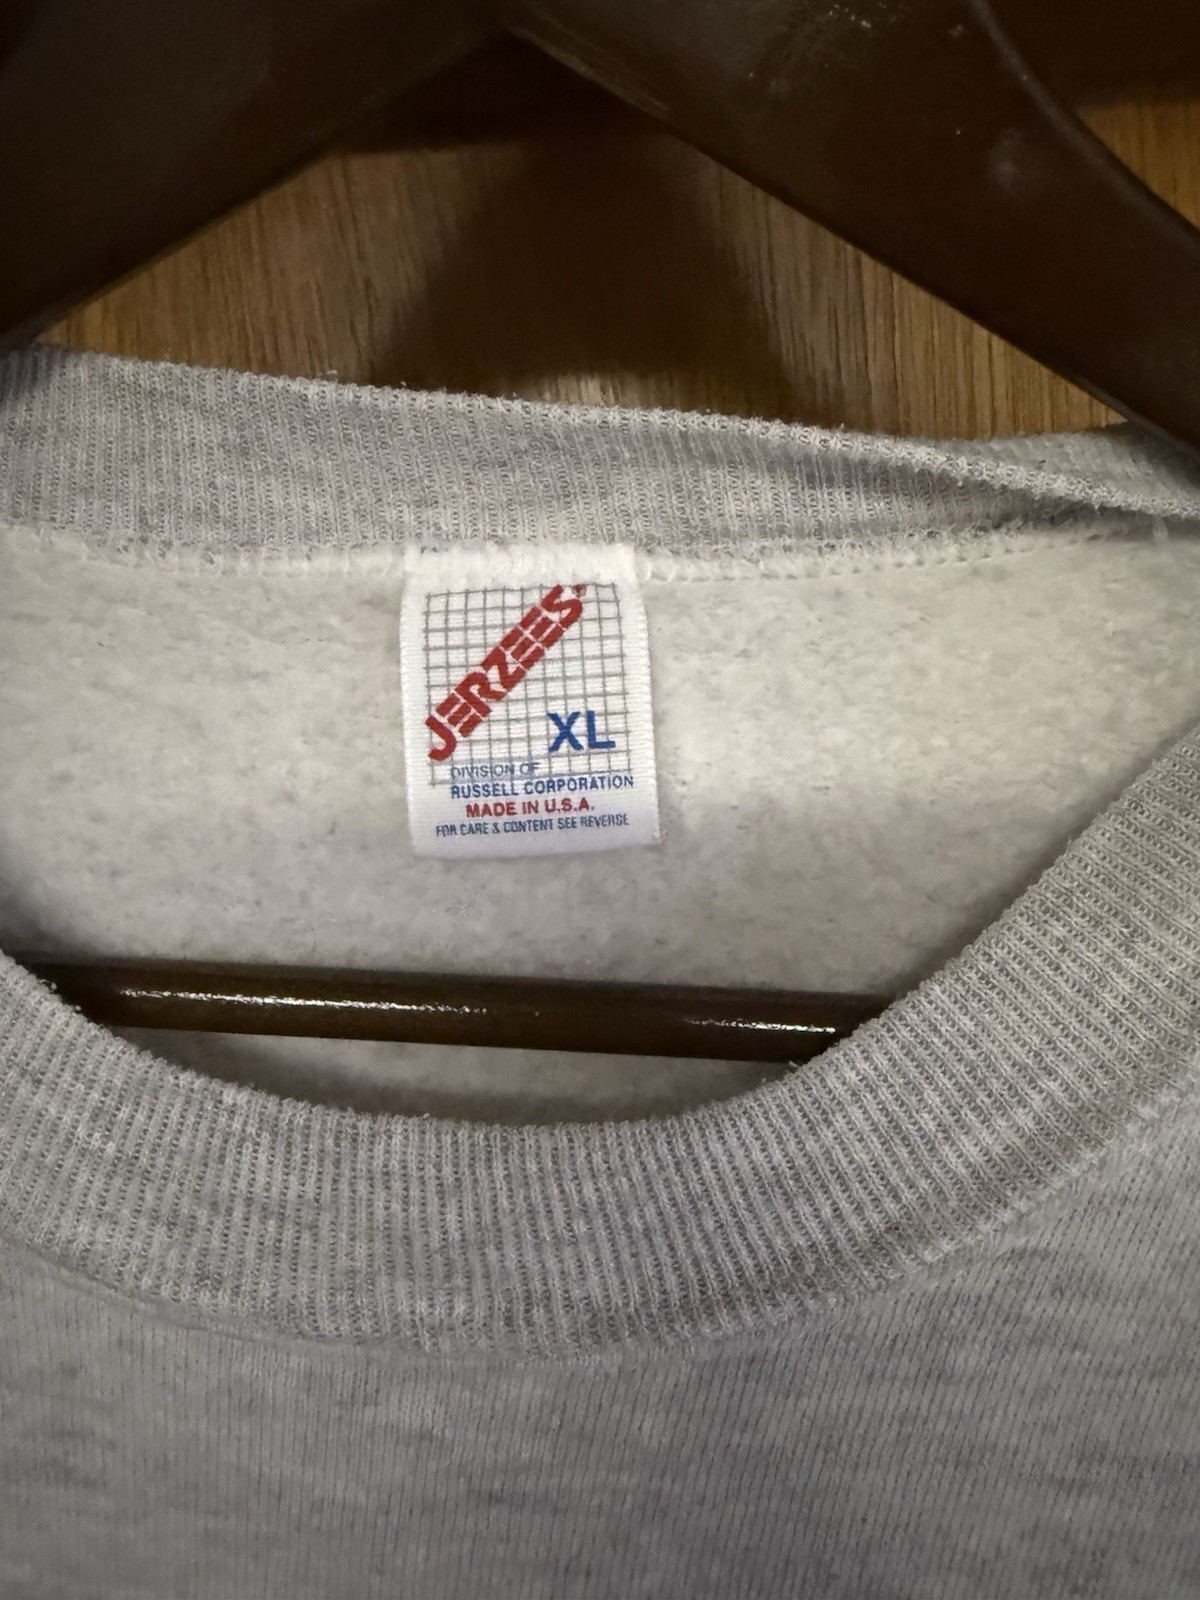 JERZEES®
XL
DIVISION OF
RUSSELL CORPORATION
MADE IN U.S.A.
FOR CARE & CONTENT SEE REVERSE